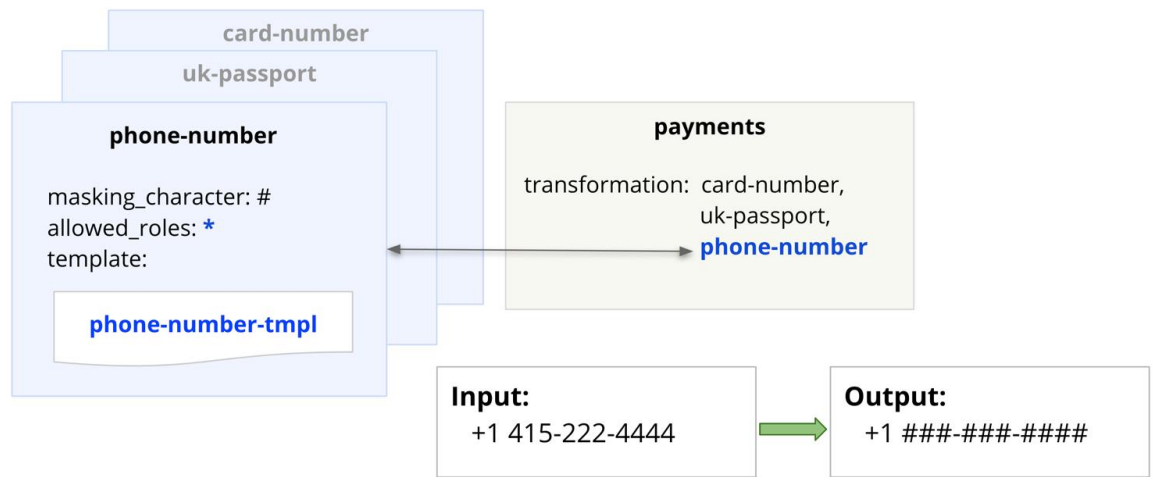 card-number
uk-passport
phone-number
masking_character: #
allowed_roles: *
template:
phone-number-tmpl
payments
transformation: card-number,
uk-passport,
phone-number
Input:
+1 415-222-4444
Output:
+1 ###-###-####